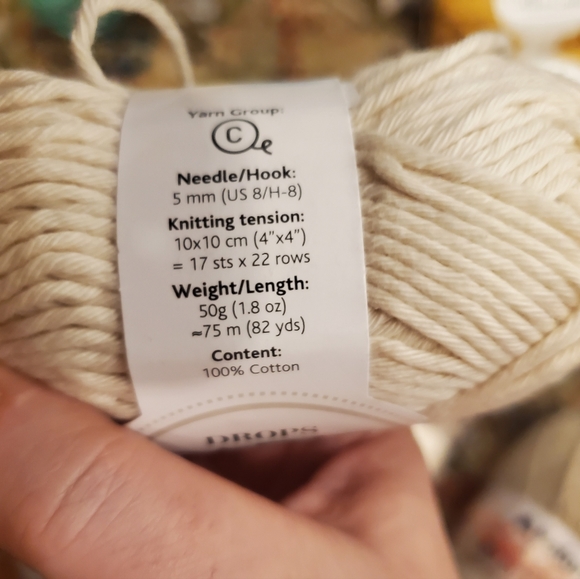 Yarn Group:
C
Needle/Hook:
5 mm (US 8/H-8)
Knitting tension:
10x10 cm (4"x4")
= 17 sts x 22 rows
Weight/Length:
50g (1.8 oz)
≈75 m (82 yds)
Content:
100% Cotton
DROPS